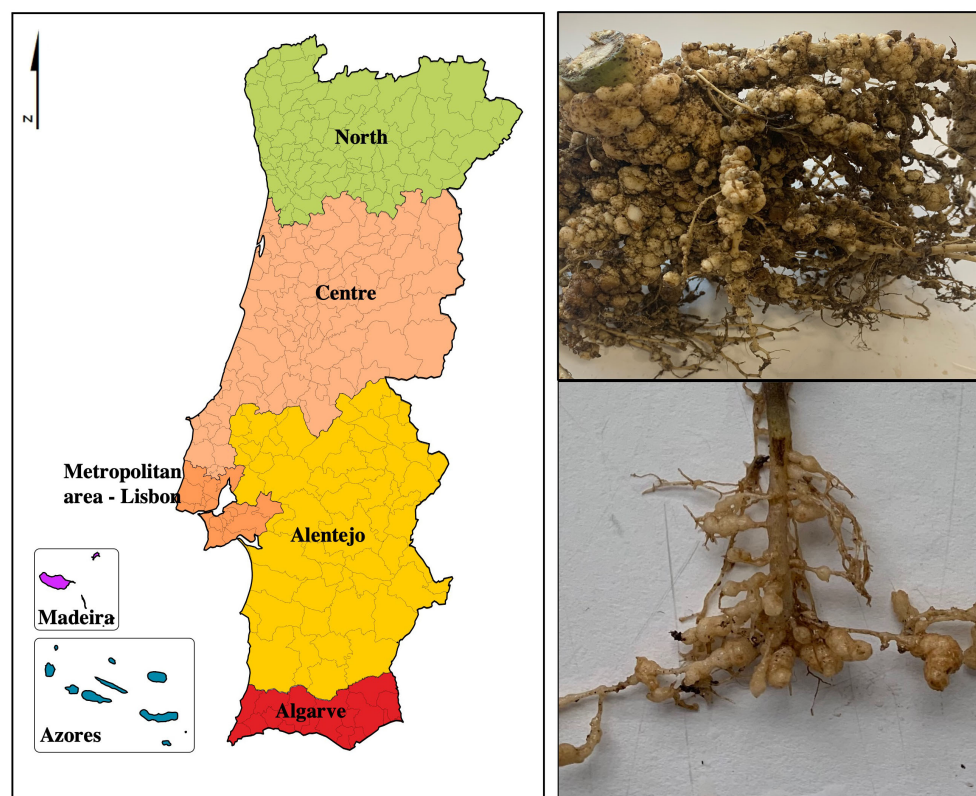 N
North
Centre
Metropolitan
area - Lisbon
Alentejo
Madeira
Algarve
Azores